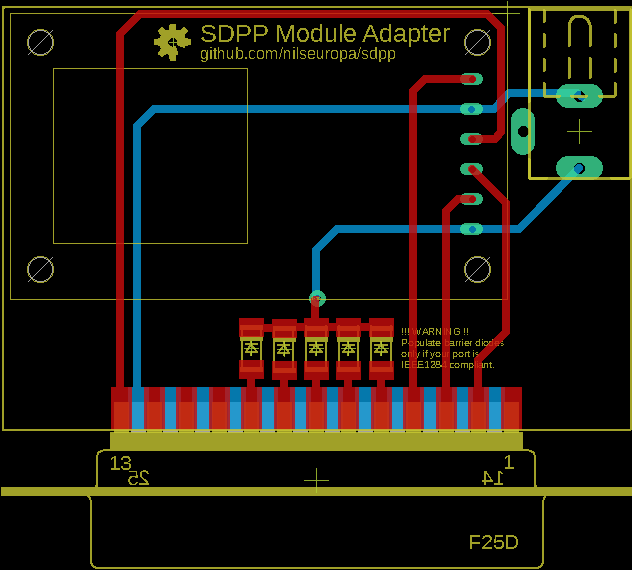 SDPP Module Adapter
github.com/nilseuropa/sdpp
!!! WARNING !!
Populate barrier diodes
only if your port is
IEEE1284 compliant.
13
1
25
14
F25D